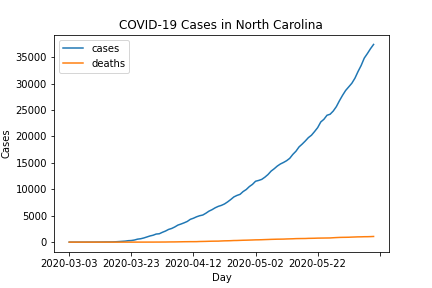 COVID-19 Cases in North Carolina
cases
deaths
35000
30000
25000
20000
15000
10000
5000
0
Cases
2020-03-03 2020-03-23 2020-04-12 2020-05-02 2020-05-22
Day